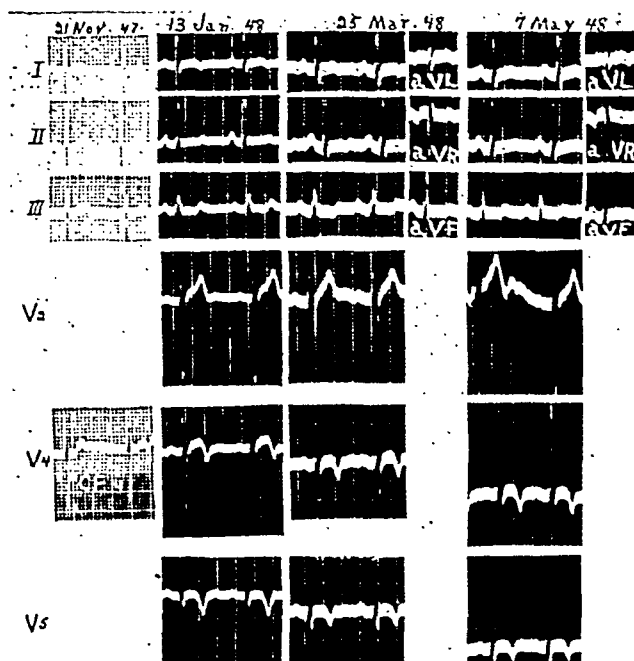 21 Nov. 47. 13 Jan. 48 25 Mar. 48 7 May 48
I aVL aVL
II aVR aVR
III aVF aVF
V2
V4
V5